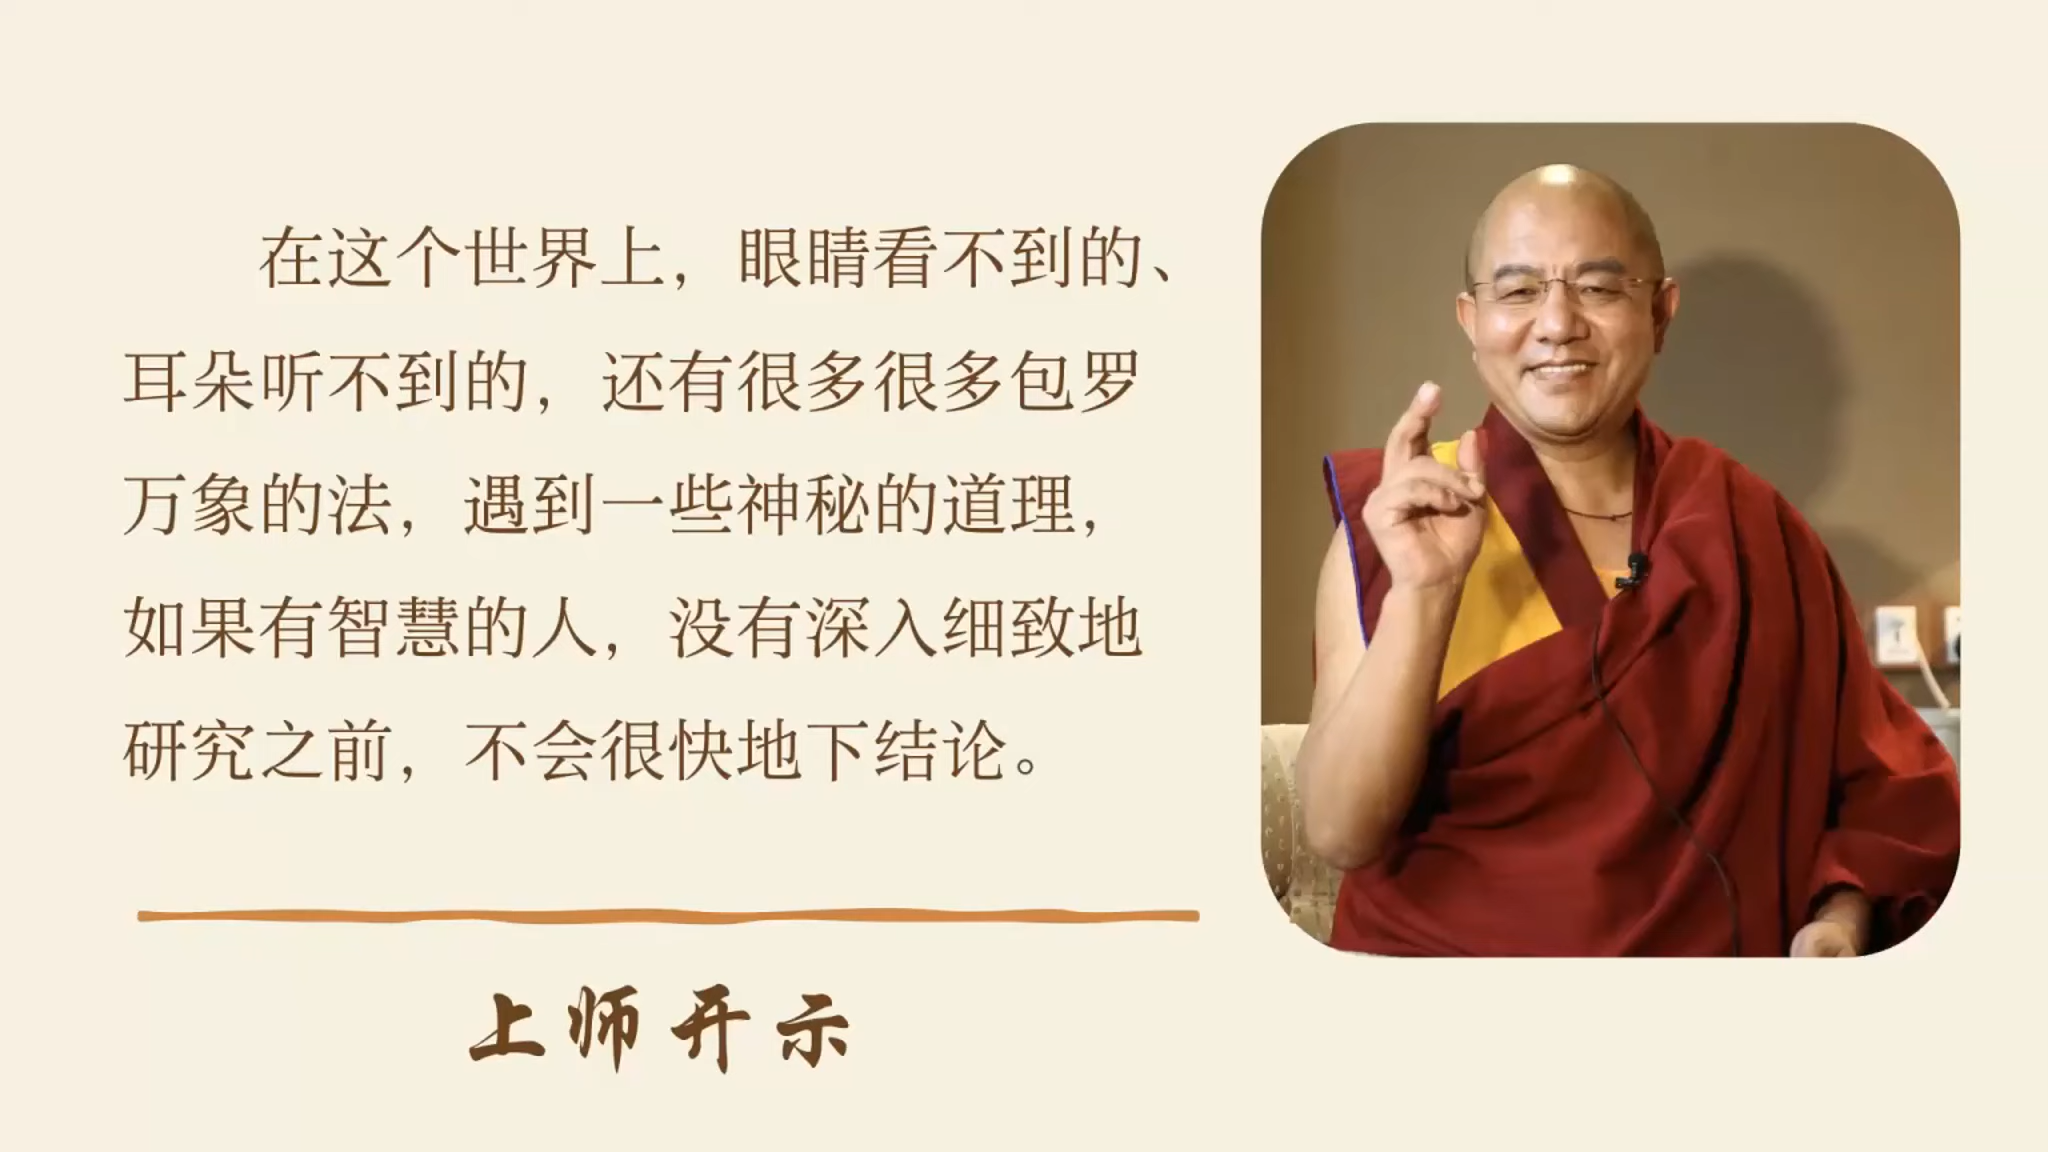 在这个世界上，眼睛看不到的、
耳朵听不到的，还有很多很多包罗
万象的法，遇到一些神秘的道理，
如果有智慧的人，没有深入细致地
研究之前，不会很快地下结论。
上师开示